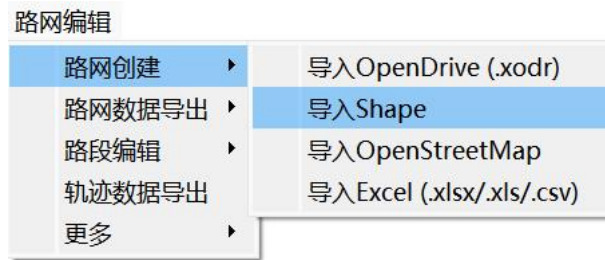 路网编辑
路网创建
路网数据导出
路段编辑
轨迹数据导出
更多
导入OpenDrive (.xodr)
导入Shape
导入OpenStreetMap
导入Excel (.xlsx/.xls/.csv)